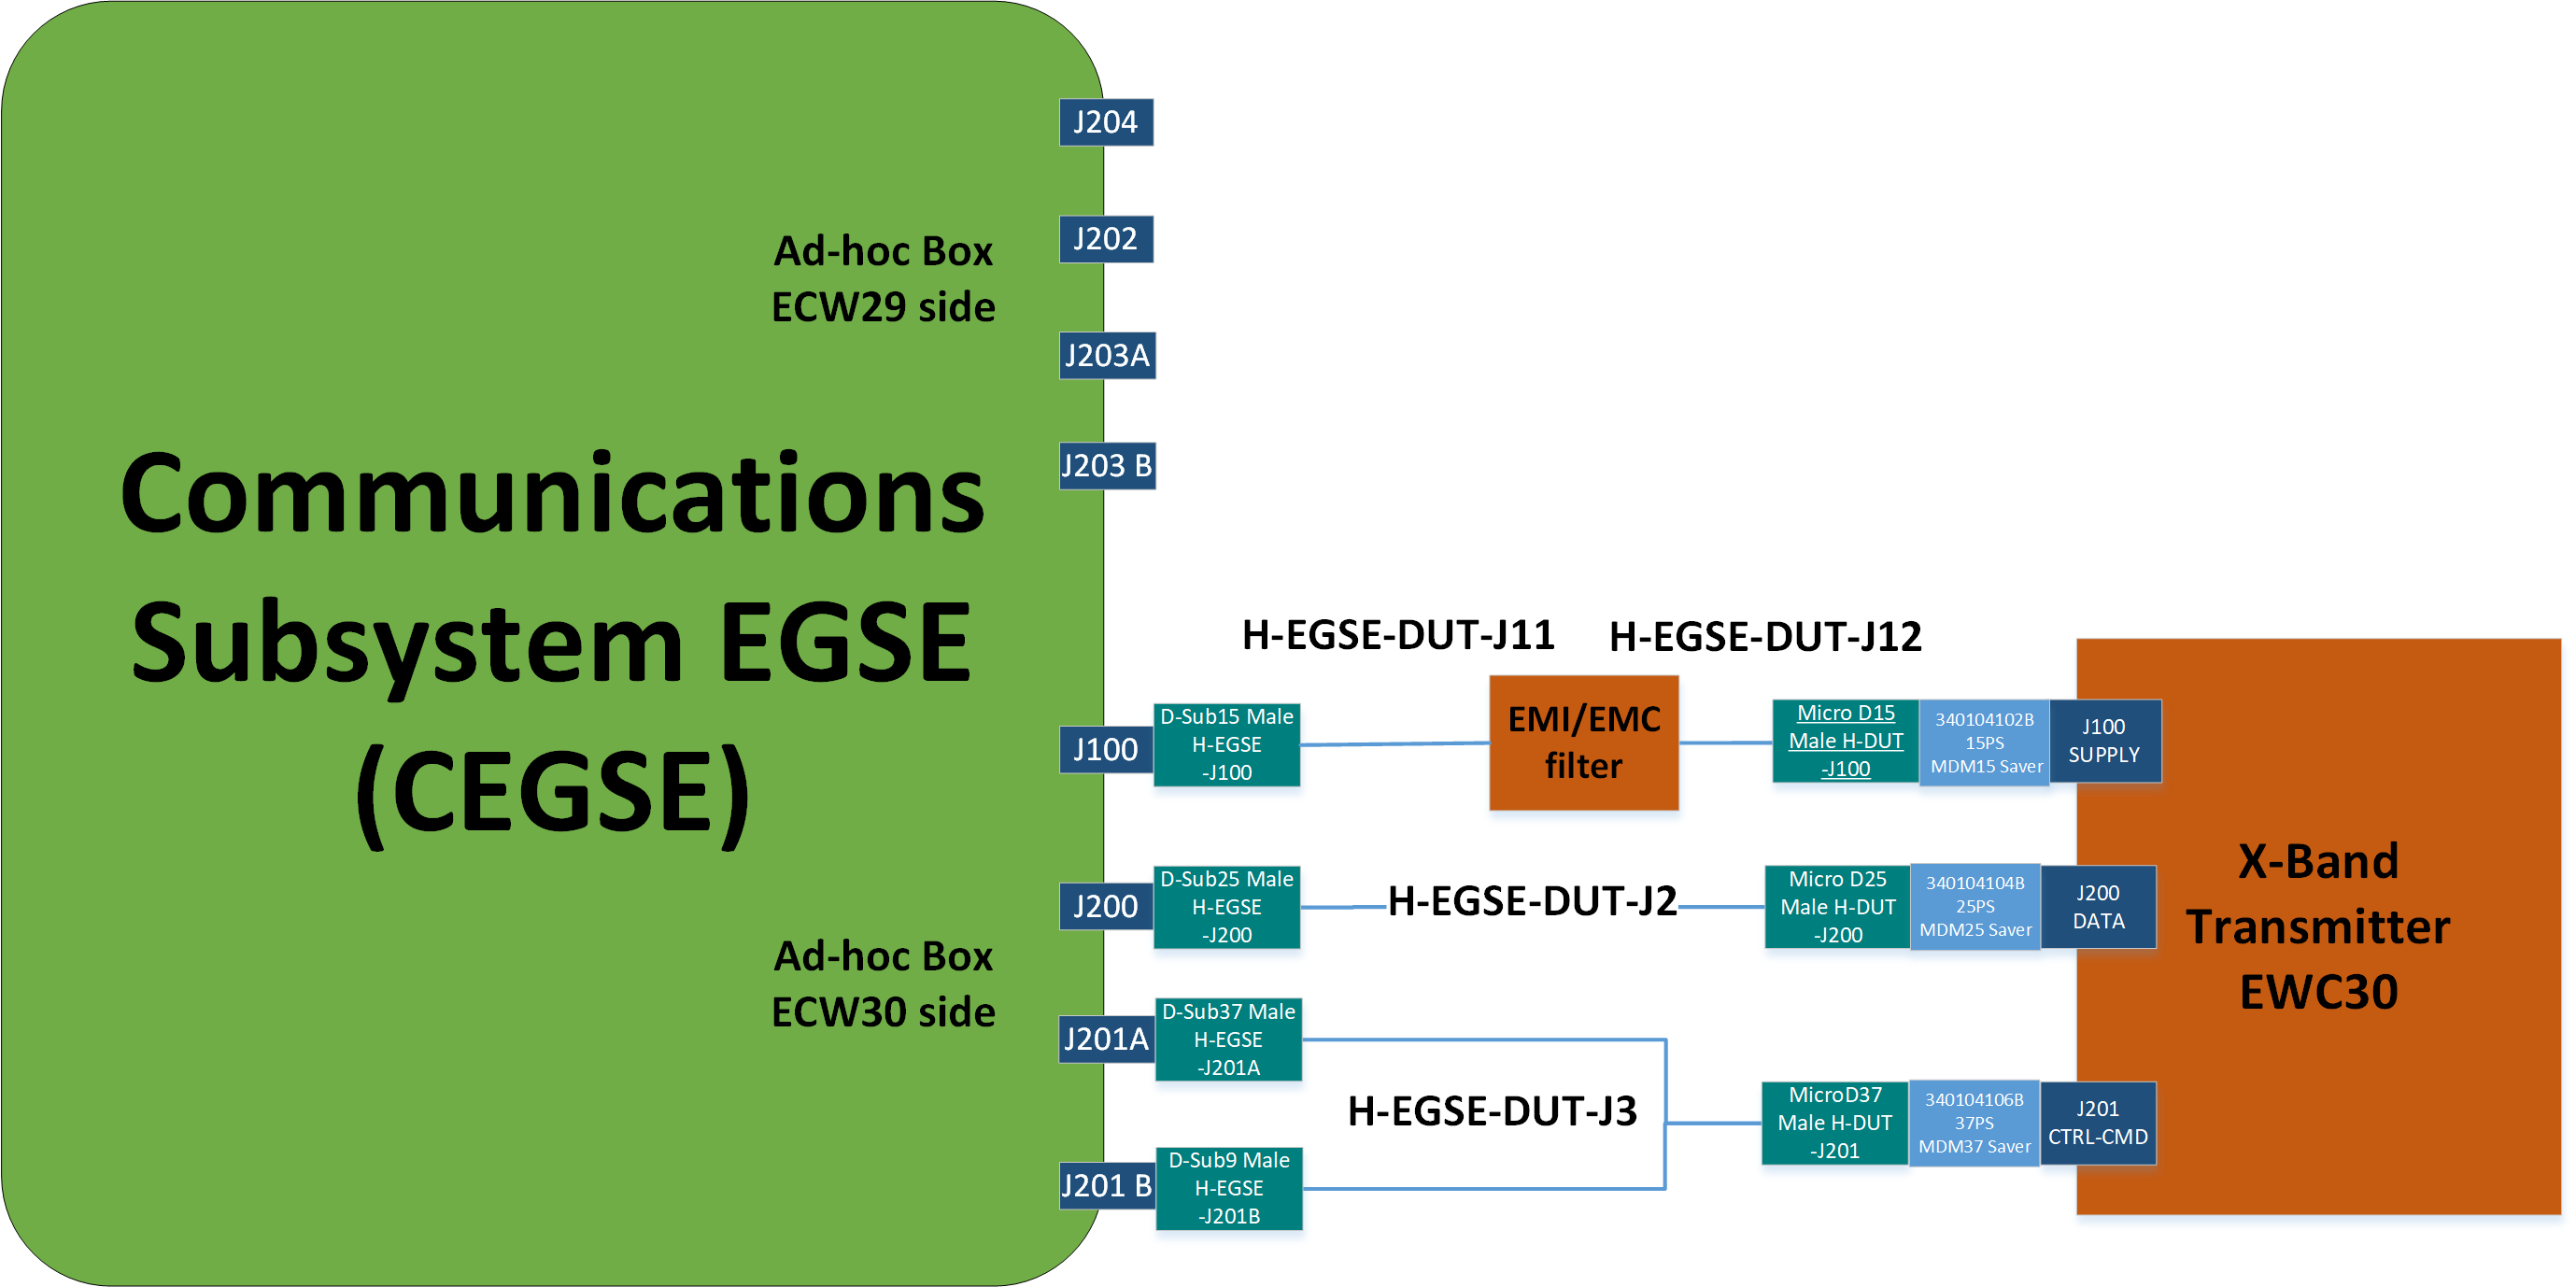 J204
J202
Ad-hoc Box
ECW29 side
J203A
J203 B
Communications
Subsystem EGSE
(CEGSE)
H-EGSE-DUT-J11
H-EGSE-DUT-J12
J100
D-Sub15 Male
H-EGSE
-J100
EMI/EMC
filter
Micro D15
Male H-DUT
-J100
340104102B
15PS
MDM15 Saver
J100
SUPPLY
J200
D-Sub25 Male
H-EGSE
-J200
H-EGSE-DUT-J2
Micro D25
Male H-DUT
-J200
340104104B
25PS
MDM25 Saver
J200
DATA
X-Band
Transmitter
EWC30
Ad-hoc Box
ECW30 side
J201A
D-Sub37 Male
H-EGSE
-J201A
H-EGSE-DUT-J3
MicroD37
Male H-DUT
-J201
340104106B
37PS
MDM37 Saver
J201
CTRL-CMD
J201 B
D-Sub9 Male
H-EGSE
-J201B